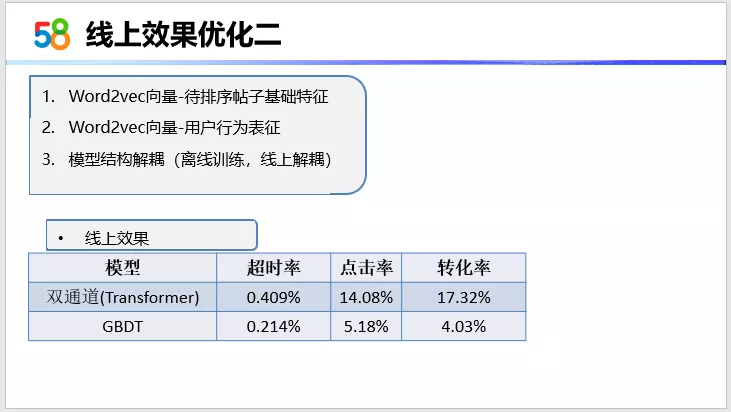 58 线上效果优化二
1. Word2vec向量-待排序帖子基础特征
2. Word2vec向量-用户行为表征
3. 模型结构解耦（离线训练，线上解耦）
• 线上效果
模型 超时率 点击率 转化率
双通道(Transformer) 0.409% 14.08% 17.32%
GBDT 0.214% 5.18% 4.03%